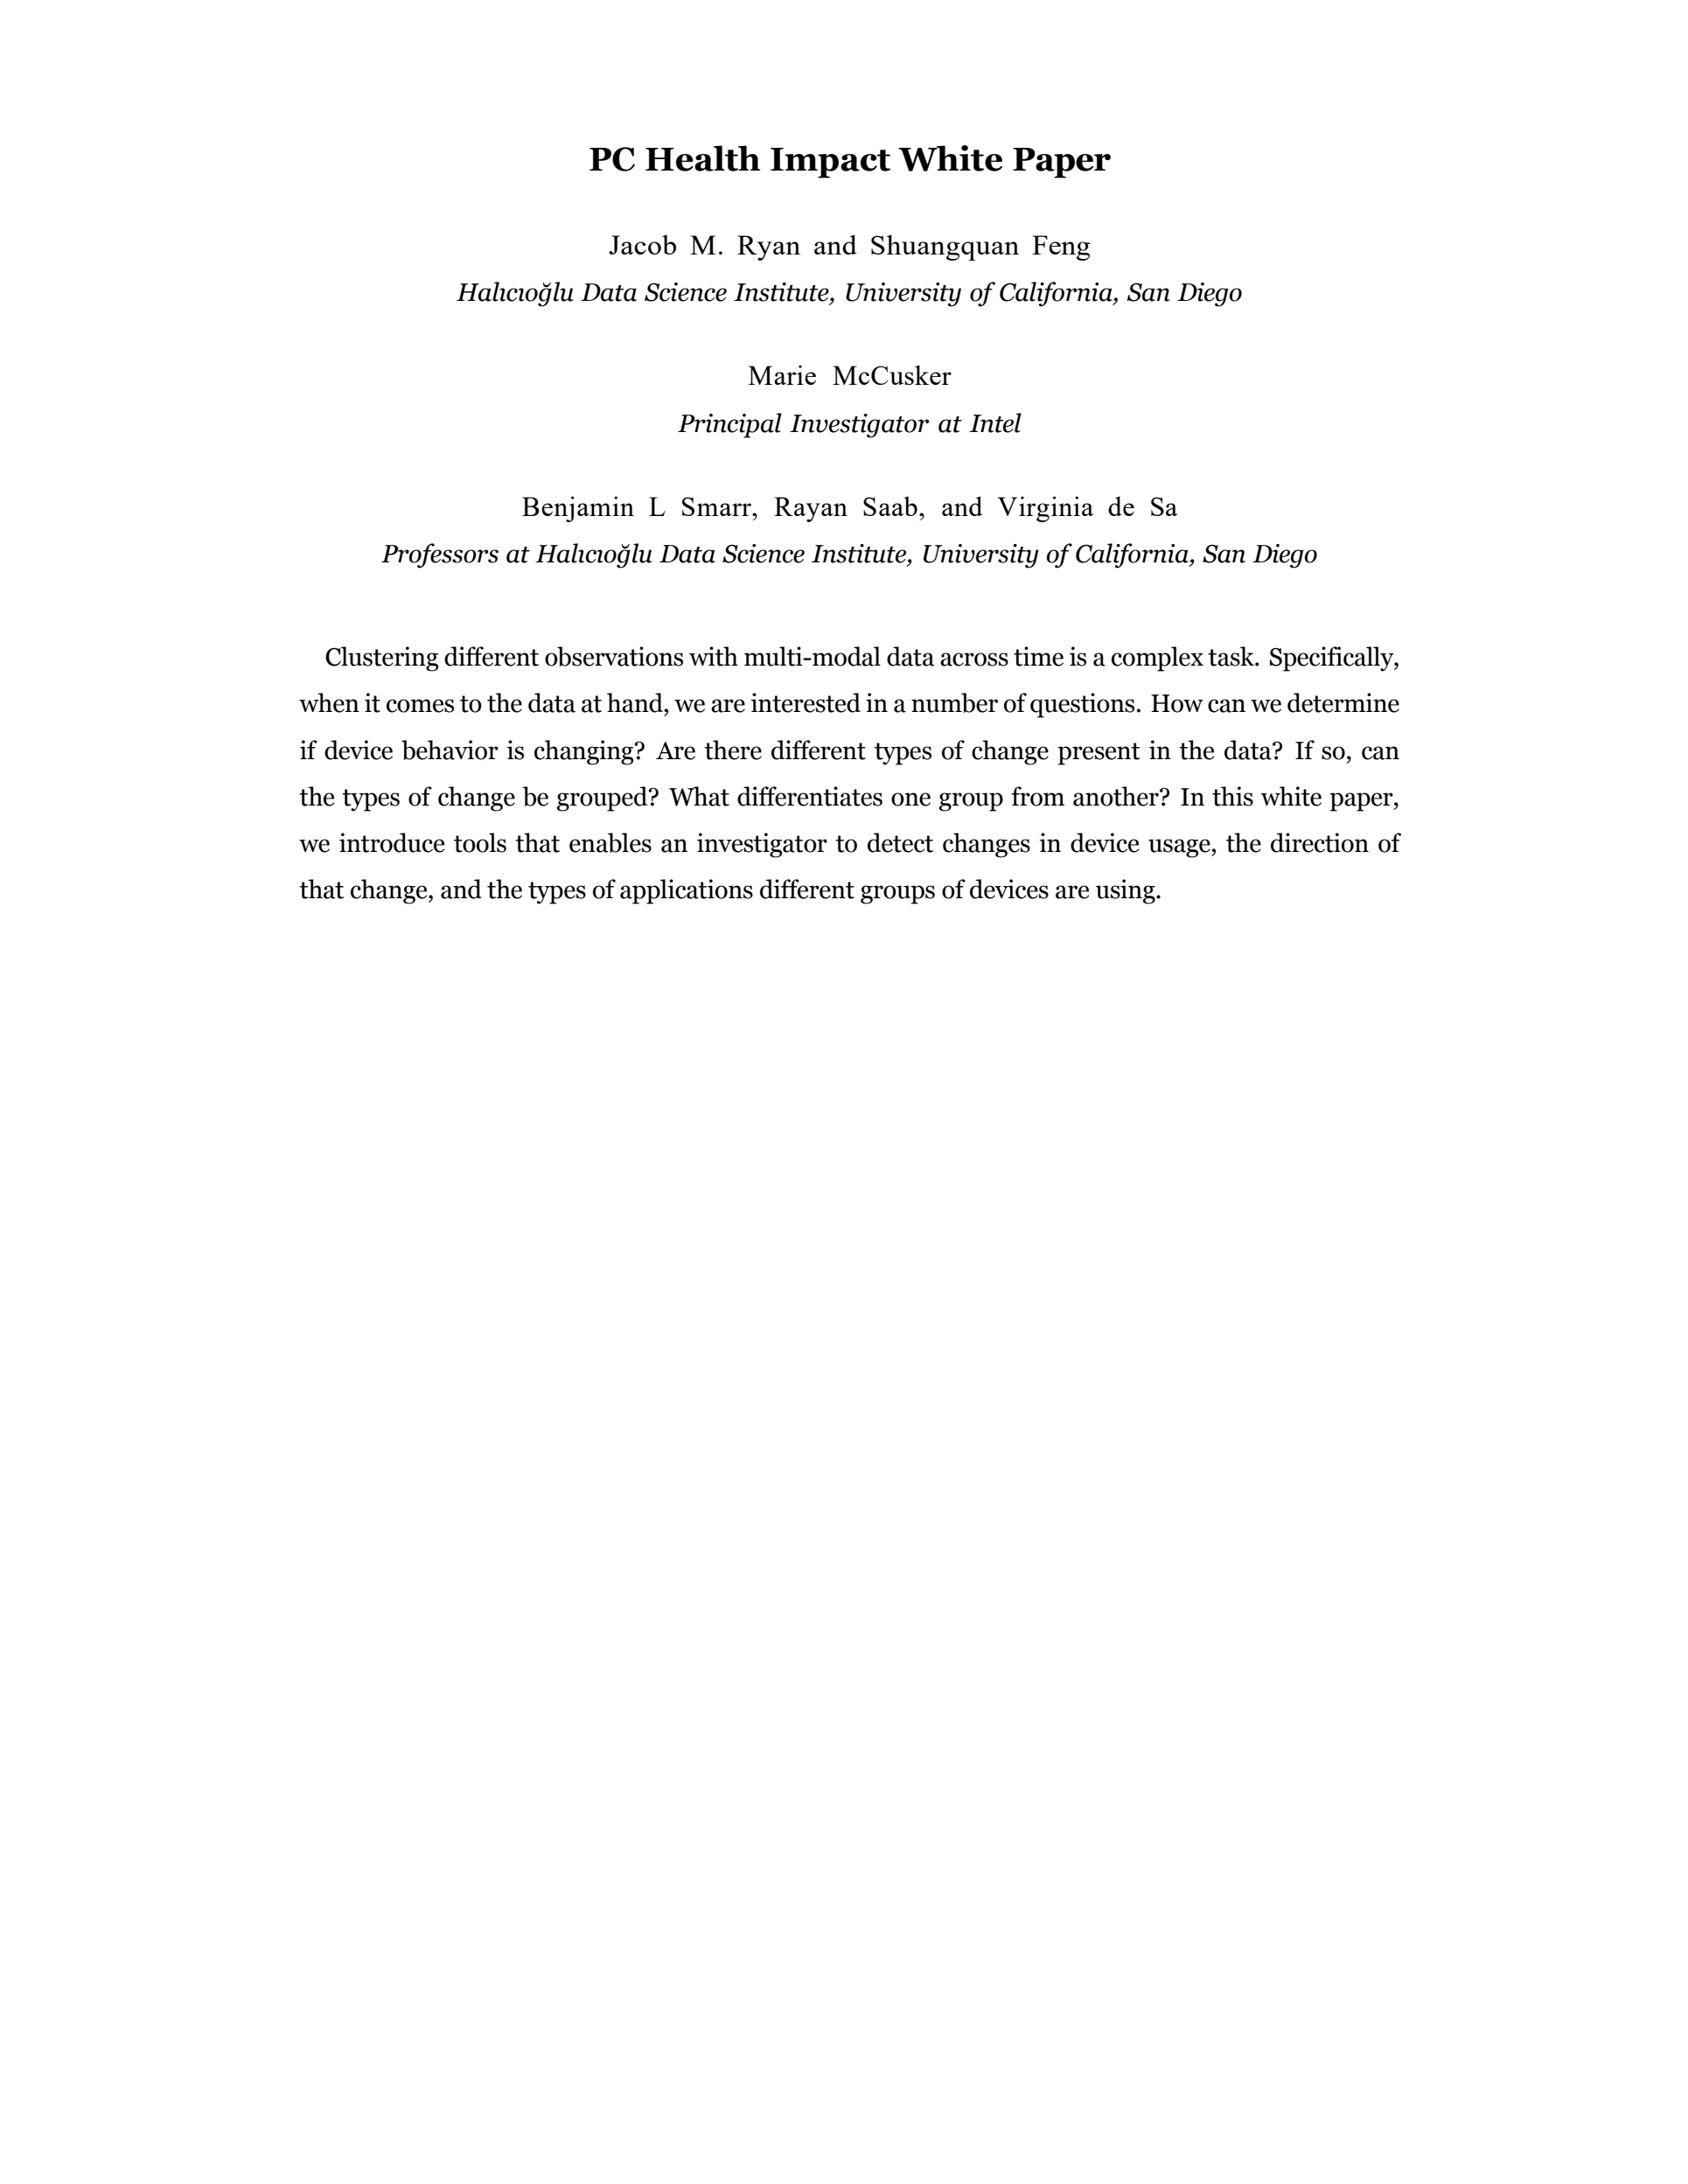 PC Health Impact White Paper
Jacob M. Ryan and Shuangquan Feng
Halıcıoğlu Data Science Institute, University of California, San Diego
Marie McCusker
Principal Investigator at Intel
Benjamin L Smarr, Rayan Saab, and Virginia de Sa
Professors at Halıcıoğlu Data Science Institute, University of California, San Diego
Clustering different observations with multi-modal data across time is a complex task. Specifically,
when it comes to the data at hand, we are interested in a number of questions. How can we determine
if device behavior is changing? Are there different types of change present in the data? If so, can
the types of change be grouped? What differentiates one group from another? In this white paper,
we introduce tools that enables an investigator to detect changes in device usage, the direction of
that change, and the types of applications different groups of devices are using.